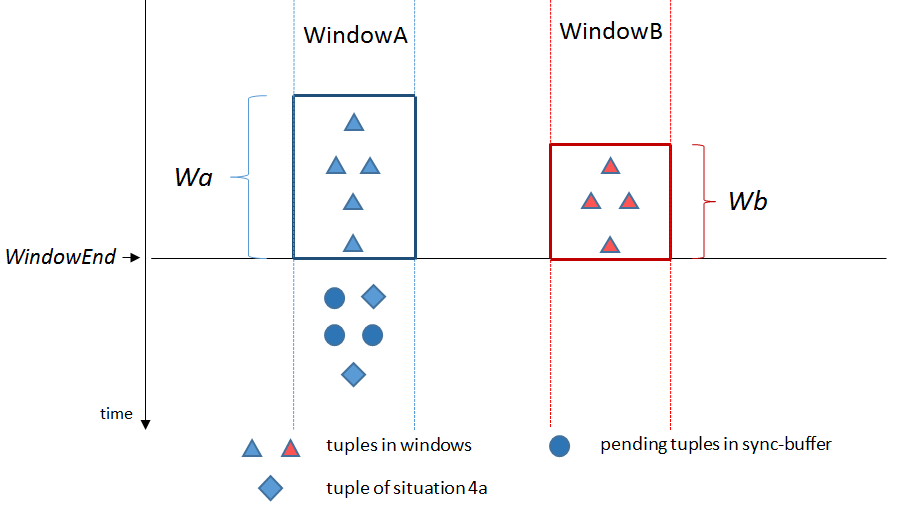 WindowA
WindowB
Wa
Wb
WindowEnd
time
tuples in windows
pending tuples in sync-buffer
tuple of situation 4a